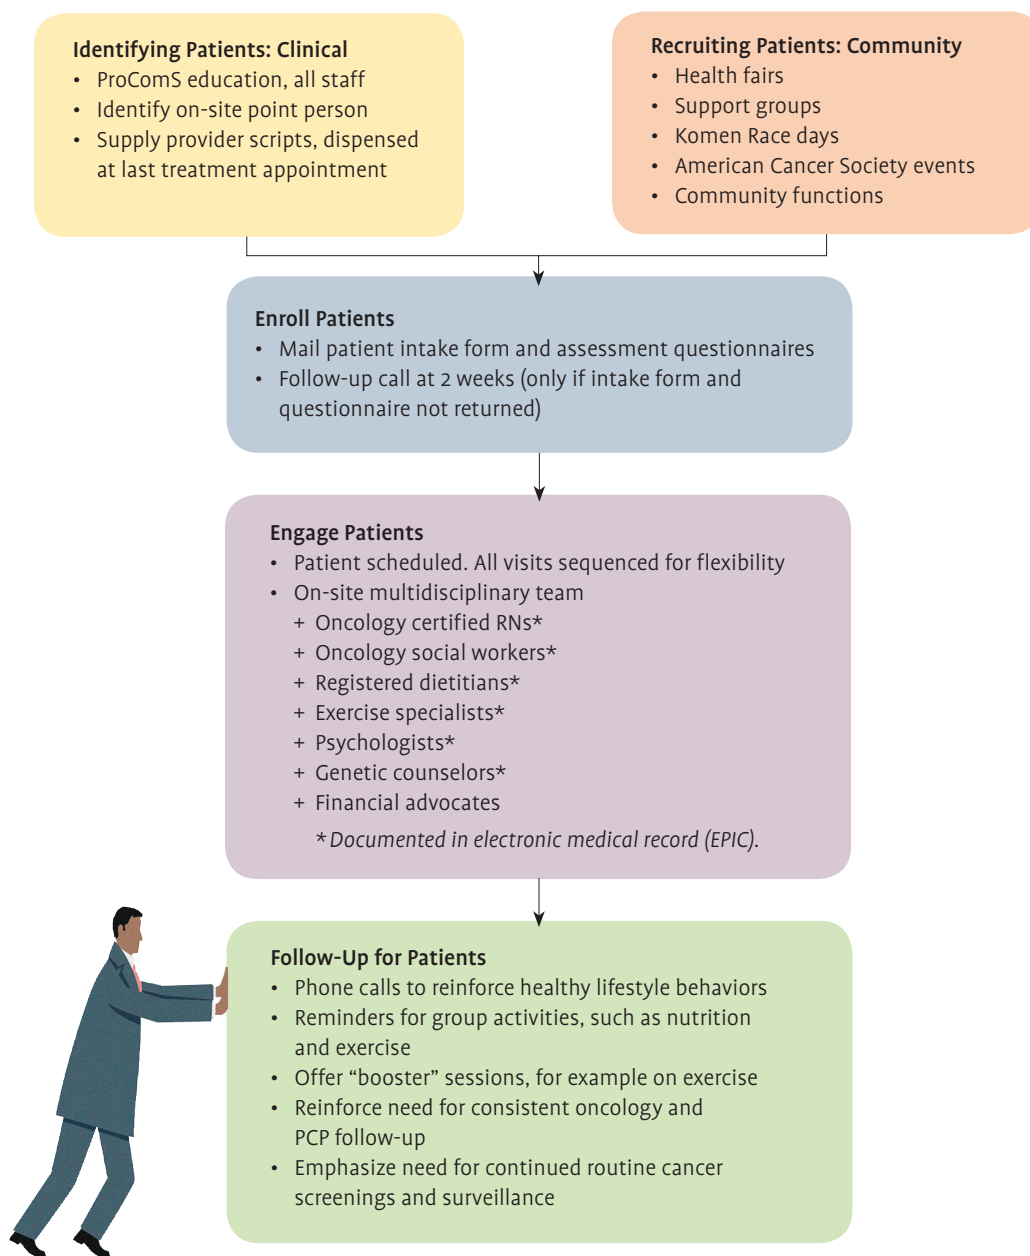 Identifying Patients: Clinical
• ProComS education, all staff
• Identify on-site point person
• Supply provider scripts, dispensed
at last treatment appointment
Recruiting Patients: Community
• Health fairs
• Support groups
• Komen Race days
• American Cancer Society events
• Community functions
Enroll Patients
• Mail patient intake form and assessment questionnaires
• Follow-up call at 2 weeks (only if intake form and
questionnaire not returned)
Engage Patients
• Patient scheduled. All visits sequenced for flexibility
• On-site multidisciplinary team
+ Oncology certified RNs*
+ Oncology social workers*
+ Registered dietitians*
+ Exercise specialists*
+ Psychologists*
+ Genetic counselors*
+ Financial advocates
*Documented in electronic medical record (EPIC).
Follow-Up for Patients
• Phone calls to reinforce healthy lifestyle behaviors
• Reminders for group activities, such as nutrition
and exercise
• Offer “booster” sessions, for example on exercise
• Reinforce need for consistent oncology and
PCP follow-up
• Emphasize need for continued routine cancer
screenings and surveillance